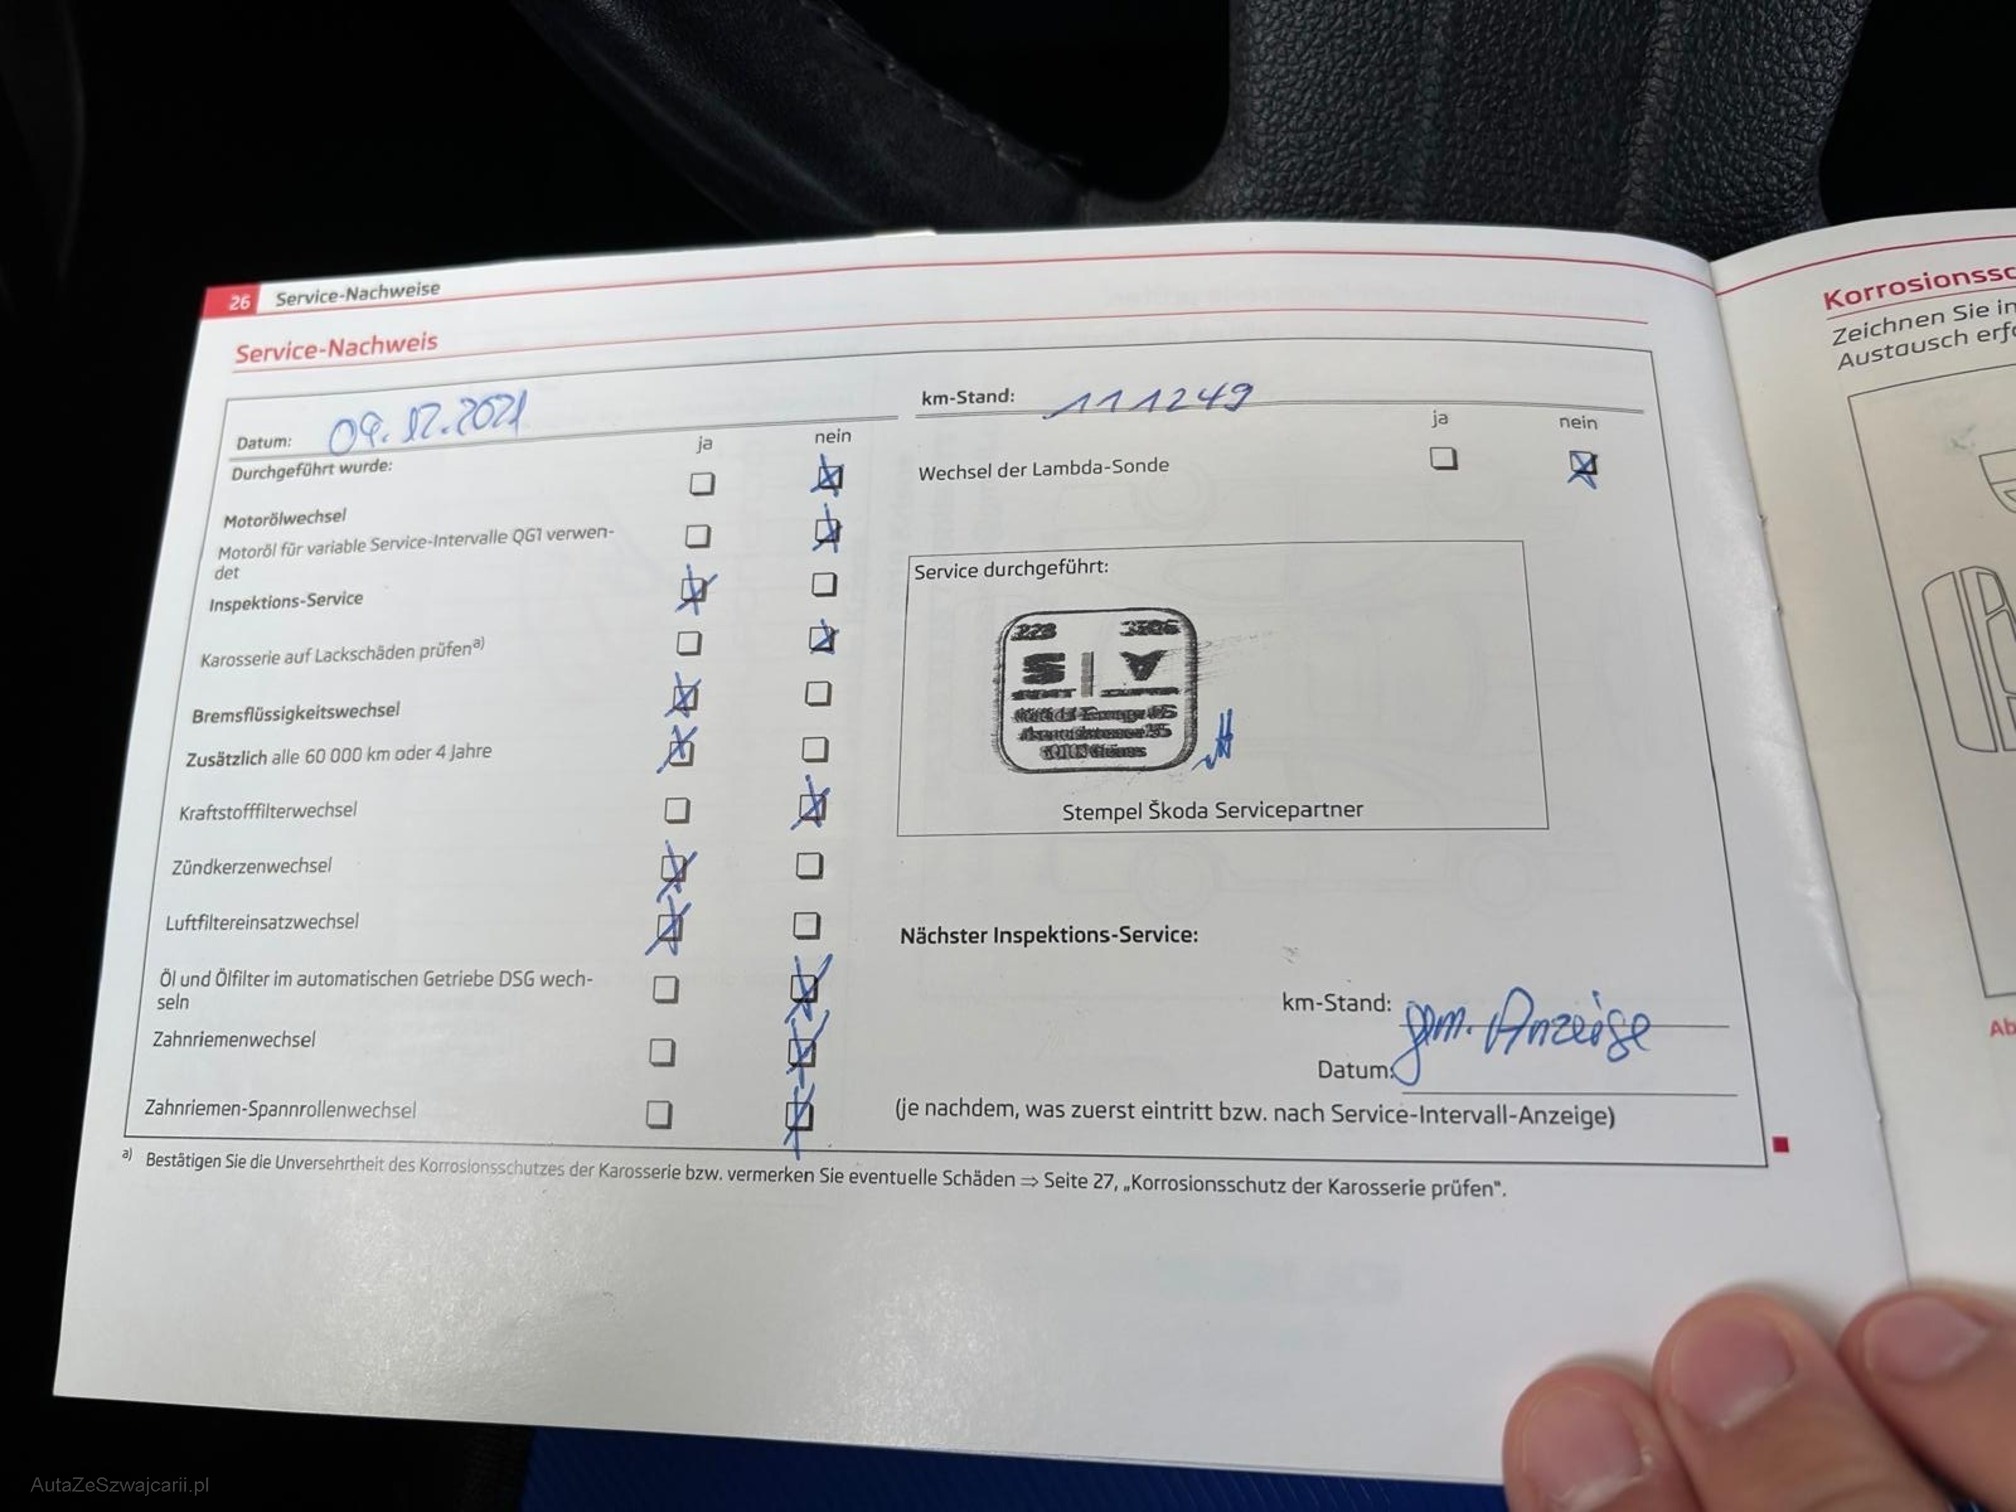 26 Service-Nachweise
Service-Nachweis
Datum: 09.12.2021
km-Stand: 111249
Durchgeführt wurde:
ja nein
ja nein
Wechsel der Lambda-Sonde
Motorölwechsel
Motoröl für variable Service-Intervalle QG1 verwen-
det
Inspektions-Service
Karosserie auf Lackschäden prüfen a)
Bremsflüssigkeitswechsel
Zusätzlich alle 60 000 km oder 4 Jahre
Kraftstofffilterwechsel
Zündkerzenwechsel
Luftfiltereinsatzwechsel
Öl und Ölfilter im automatischen Getriebe DSG wech-
seln
Zahnriemenwechsel
Zahnriemen-Spannrollenwechsel
Service durchgeführt:
Stempel Škoda Servicepartner
Nächster Inspektions-Service:
km-Stand: gem. Anzeige
Datum:
(je nachdem, was zuerst eintritt bzw. nach Service-Intervall-Anzeige)
a) Bestätigen Sie die Unversehrtheit des Korrosionsschutzes der Karosserie bzw. vermerken Sie eventuelle Schäden ⇒ Seite 27, „Korrosionsschutz der Karosserie prüfen“.
Korrosionssc
Zeichnen Sie in
Austausch erfo
Ab
AutaZeSzwajcarii.pl